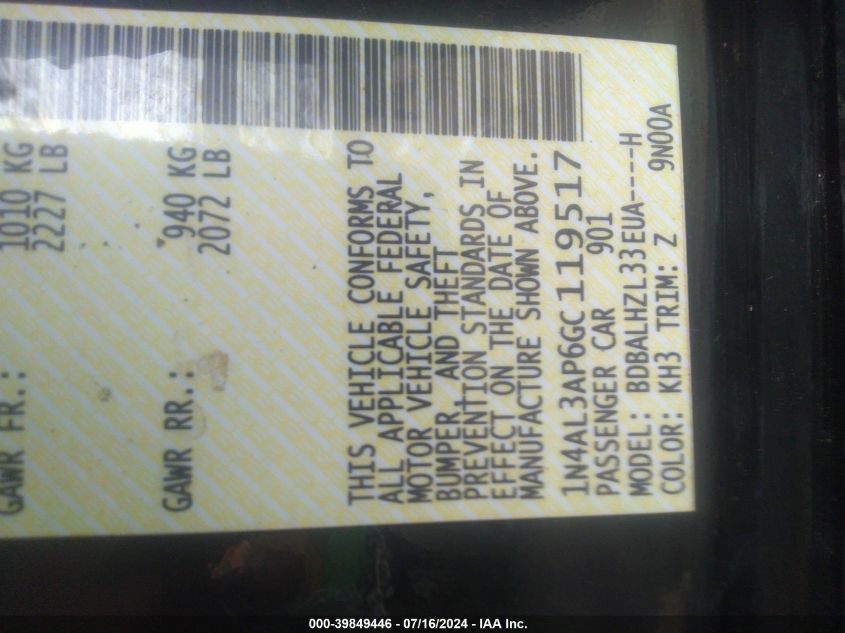 GAWR FR.: 1010 KG
2227 LB
GAWR RR.: 940 KG
2072 LB
THIS VEHICLE CONFORMS TO
ALL APPLICABLE FEDERAL
MOTOR VEHICLE SAFETY,
BUMPER, AND THEFT
PREVENTION STANDARDS IN
EFFECT ON THE DATE OF
MANUFACTURE SHOWN ABOVE.
1N4AL3AP6GC119517
PASSENGER CAR 901
MODEL: BDBALHZL33EUA----H
COLOR: KH3 TRIM: Z 9N00A
000-39849446 - 07/16/2024 - IAA Inc.